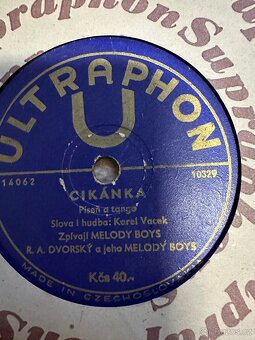 ULTRAPHON
U
14062 10329
CIKÁNKA
Píseň a tango
Slova i hudba: Karel Vacek
Zpívají MELODY BOYS
R. A. DVORSKÝ a jeho MELODY BOYS
Kčs 40.-
MADE IN CZECHOSLOVAKIA
Supraphon